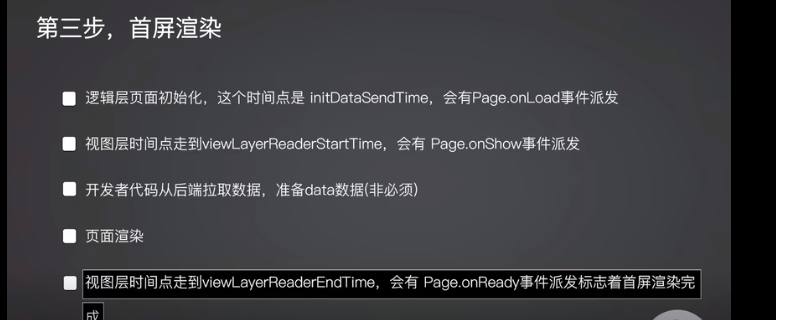 第三步，首屏渲染
逻辑层页面初始化，这个时间点是 initDataSendTime，会有Page.onLoad事件派发
视图层时间点走到viewLayerReaderStartTime，会有 Page.onShow事件派发
开发者代码从后端拉取数据，准备data数据(非必须)
页面渲染
视图层时间点走到viewLayerReaderEndTime，会有 Page.onReady事件派发标志着首屏渲染完
成